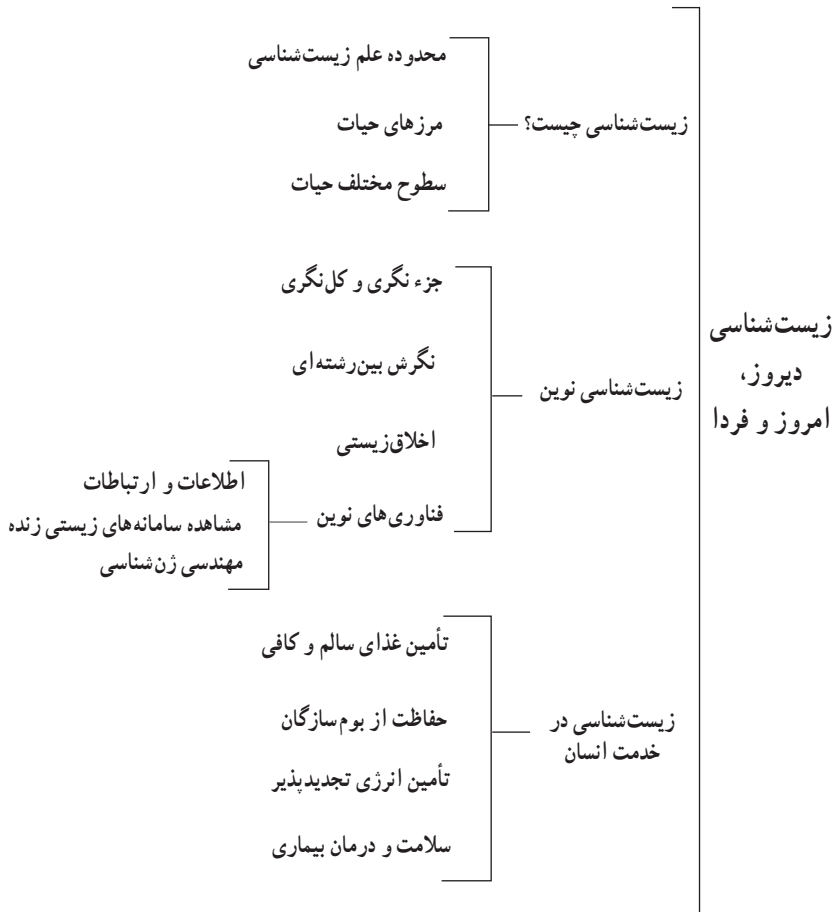 زیست‌شناسی
دیروز،
امروز و فردا
زیست‌شناسی چیست؟
محدوده علم زیست‌شناسی
مرزهای حیات
سطوح مختلف حیات
زیست‌شناسی نوین
جزء نگری و کل‌نگری
نگرش بین‌رشته‌ای
اخلاق‌زیستی
فناوری‌های نوین
اطلاعات و ارتباطات
مشاهده سامانه‌های زیستی زنده
مهندسی ژن‌شناسی
زیست‌شناسی در
خدمت انسان
تأمین غذای سالم و کافی
حفاظت از بوم‌سازگان
تأمین انرژی تجدیدپذیر
سلامت و درمان بیماری